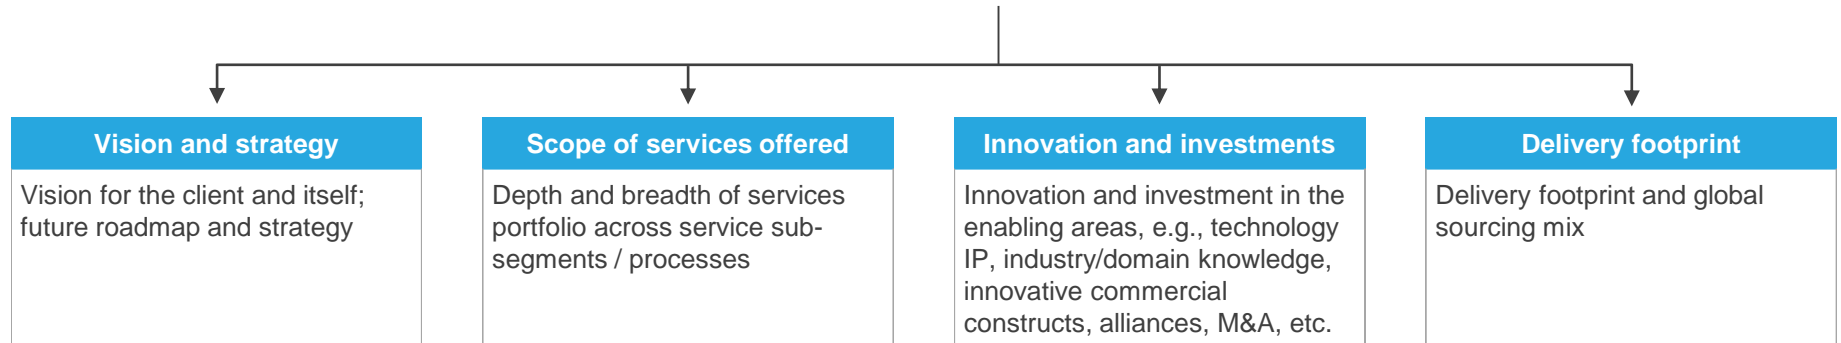 Vision and strategy
Vision for the client and itself;
future roadmap and strategy
Scope of services offered
Depth and breadth of services
portfolio across service sub-
segments / processes
Innovation and investments
Innovation and investment in the
enabling areas, e.g., technology
IP, industry/domain knowledge,
innovative commercial
constructs, alliances, M&A, etc.
Delivery footprint
Delivery footprint and global
sourcing mix